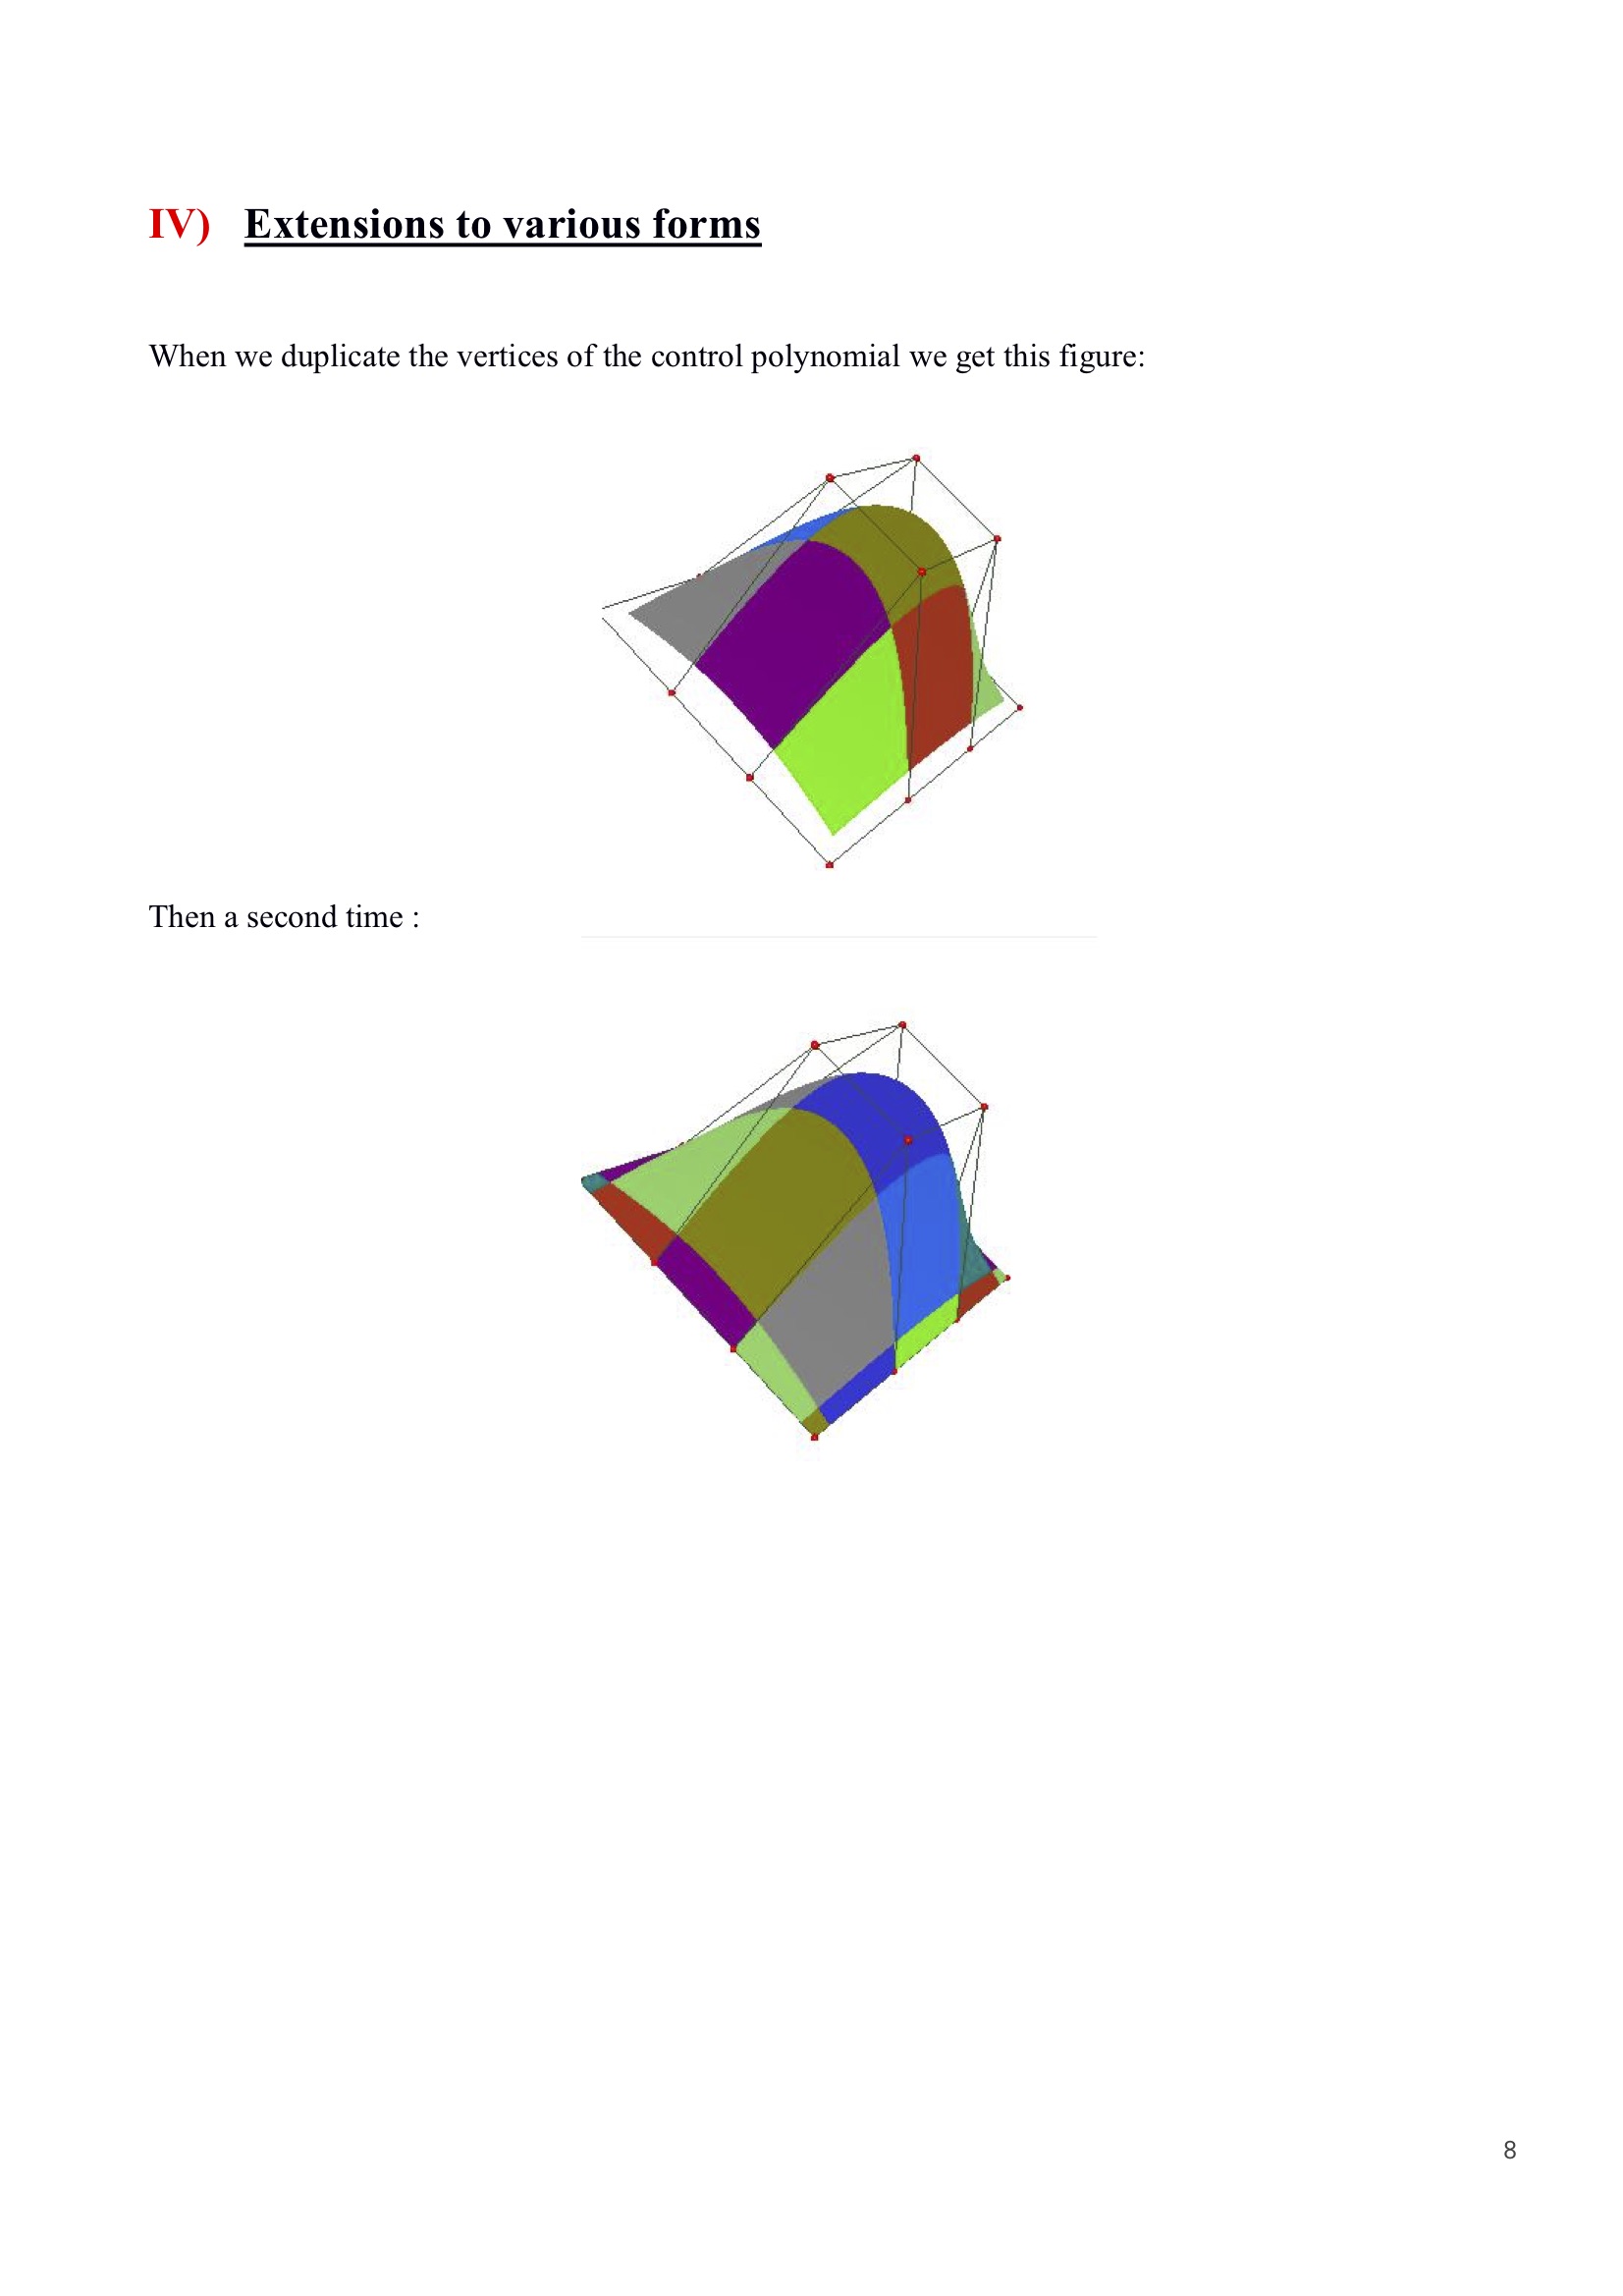 IV) Extensions to various forms
When we duplicate the vertices of the control polynomial we get this figure:
Then a second time :
8